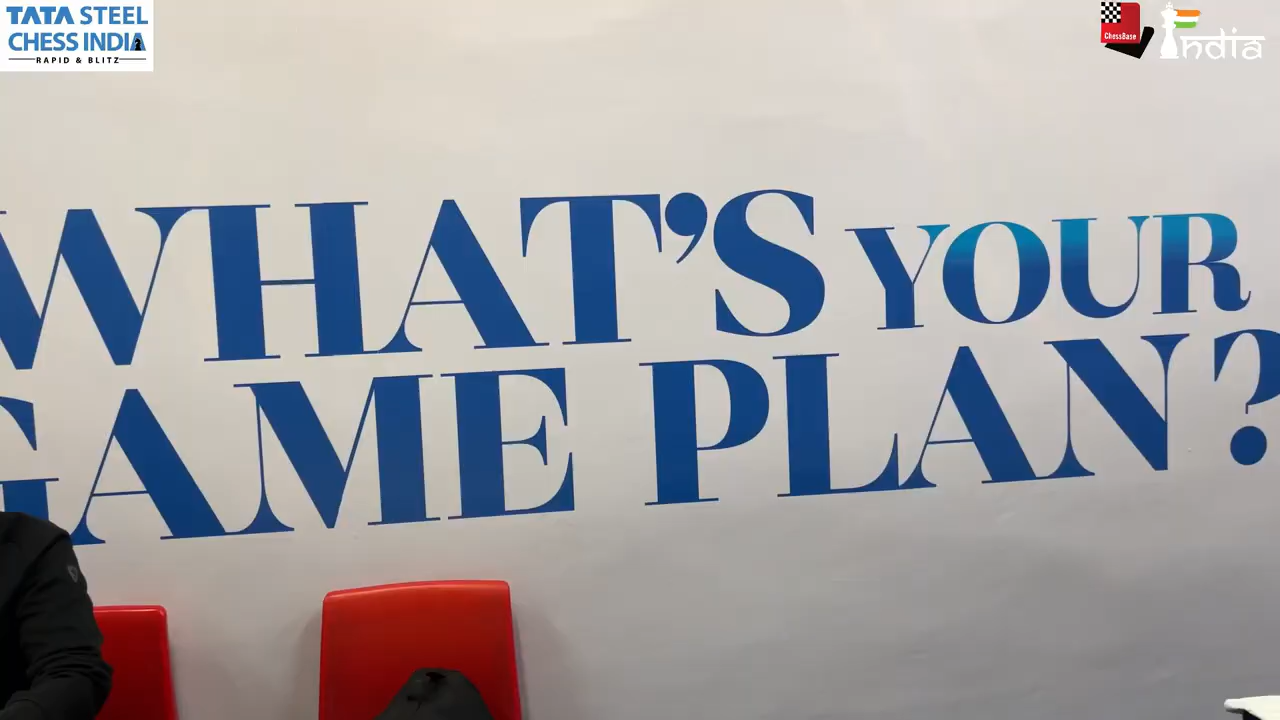 TATA STEEL
CHESS INDIA
RAPID & BLITZ
ChessBase
India
WHAT'S YOUR
GAME PLAN?